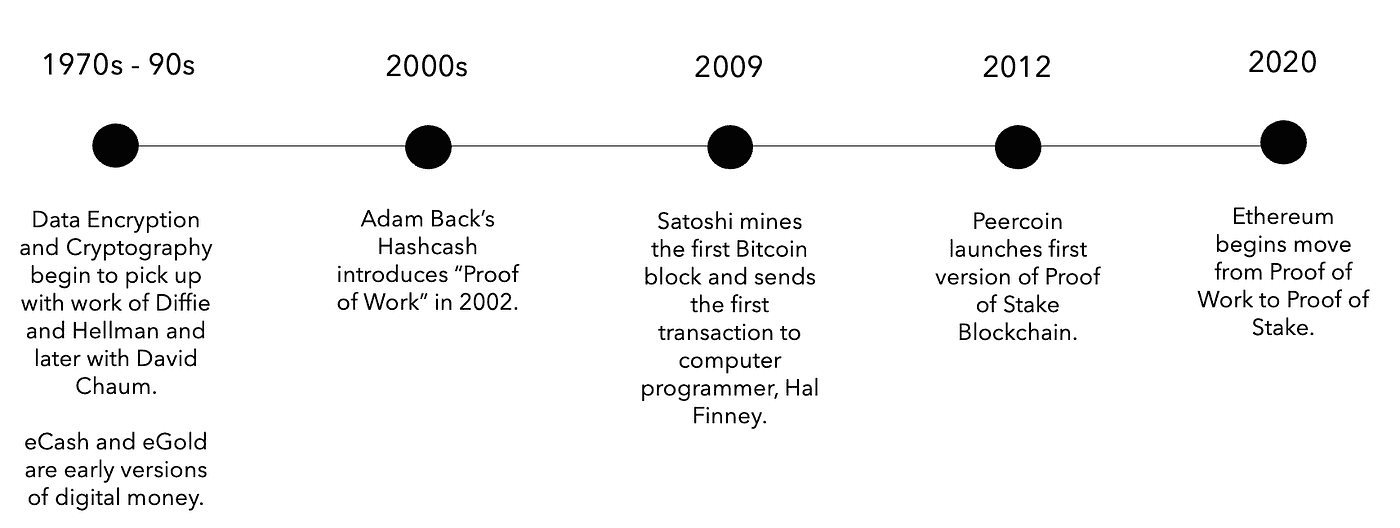 1970s - 90s
2000s
2009
2012
2020
Data Encryption
and Cryptography
begin to pick up
with work of Diffie
and Hellman and
later with David
Chaum.
eCash and eGold
are early versions
of digital money.
Adam Back’s
Hashcash
introduces “Proof
of Work” in 2002.
Satoshi mines
the first Bitcoin
block and sends
the first
transaction to
computer
programmer, Hal
Finney.
Peercoin
launches first
version of Proof
of Stake
Blockchain.
Ethereum
begins move
from Proof of
Work to Proof of
Stake.